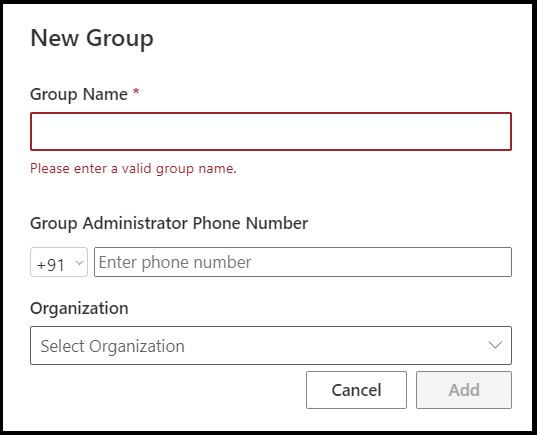 New Group
Group Name *
Please enter a valid group name.
Group Administrator Phone Number
+91 Enter phone number
Organization
Select Organization
Cancel Add